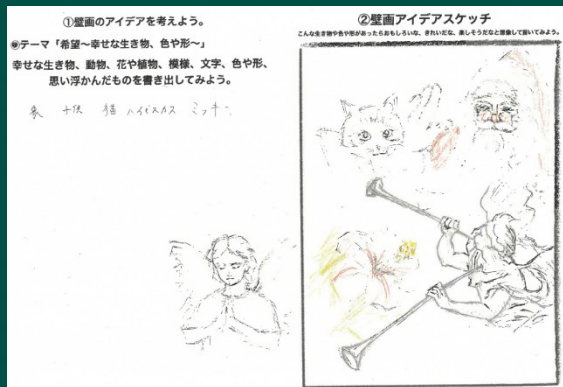 ①壁画のアイデアを考えよう。
◎テーマ「希望~幸せな生き物、色や形~」
幸せな生き物、動物、花や植物、模様、文字、色や形、
思い浮かんだものを書き出してみよう。
ハイビスカス ミッキー
②壁画アイデアスケッチ
こんな生き物や色や形があったらおもしろいな、きれいだな、楽しそうだなと想像して描いてみよう。